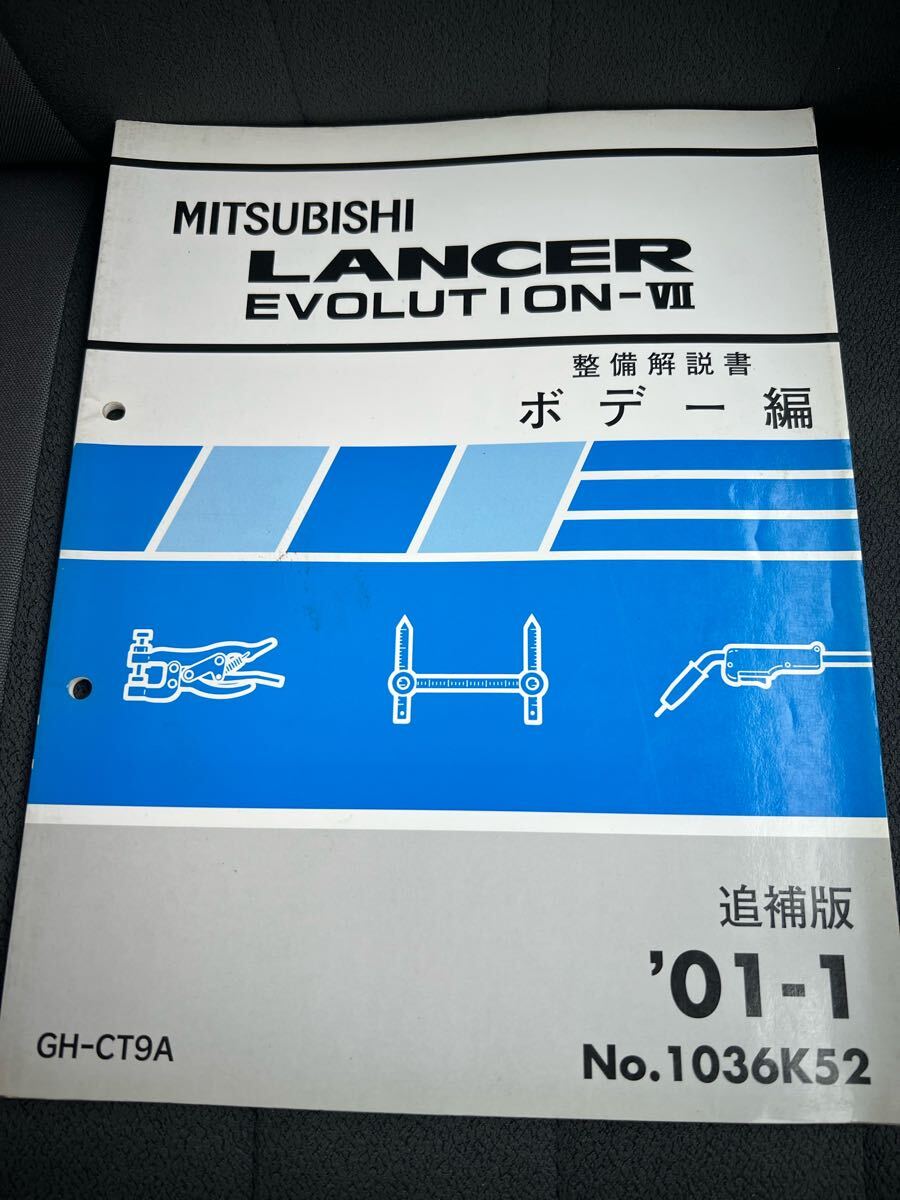 MITSUBISHI
LANCER
EVOLUTION-VII
整備解説書
ボデー編
追補版
'01-1
GH-CT9A
No.1036K52